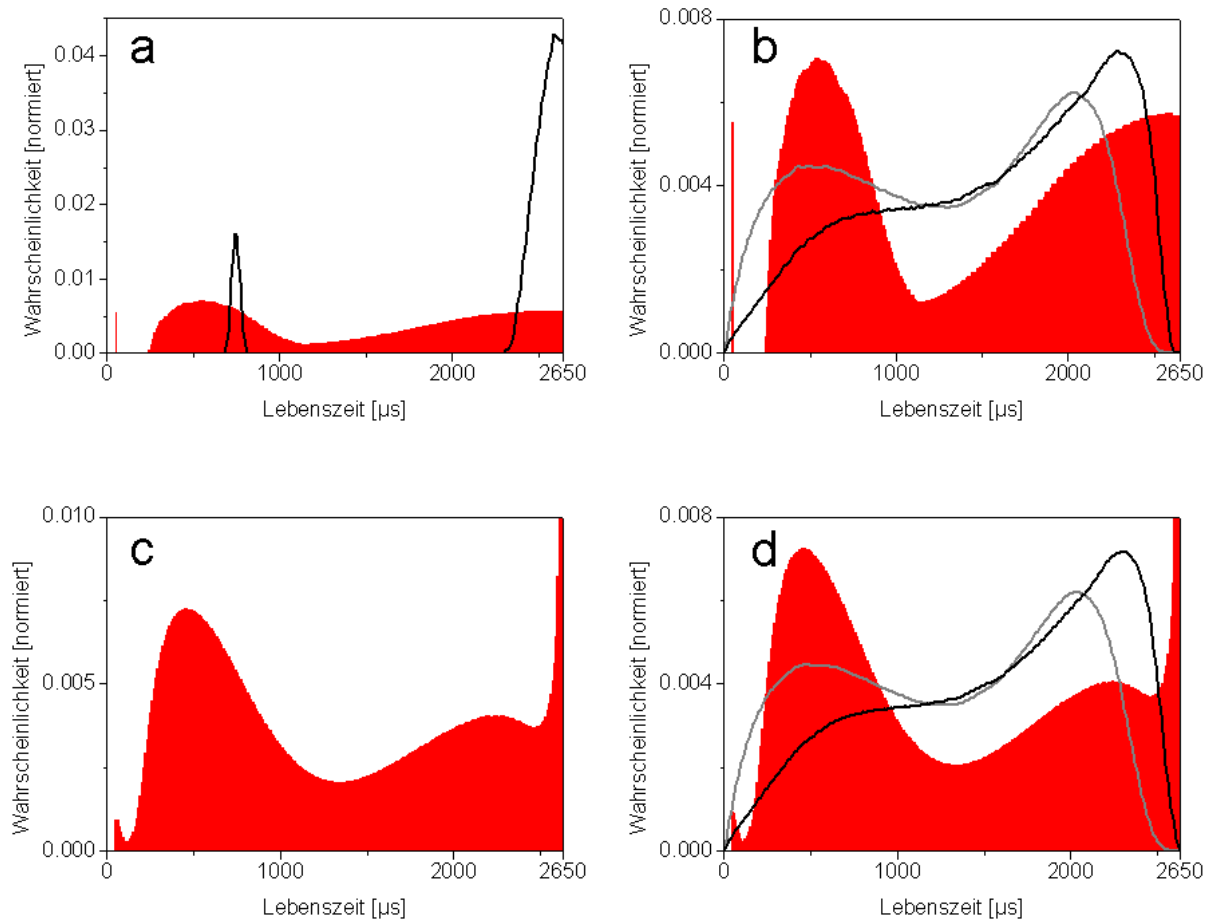 a
Wahrscheinlichkeit [normiert]
0.04
0.03
0.02
0.01
0.00
0 1000 2000 2650
Lebenszeit [µs]
b
Wahrscheinlichkeit [normiert]
0.008
0.004
0.000
0 1000 2000 2650
Lebenszeit [µs]
c
Wahrscheinlichkeit [normiert]
0.010
0.005
0.000
0 1000 2000 2650
Lebenszeit [µs]
d
Wahrscheinlichkeit [normiert]
0.008
0.004
0.000
0 1000 2000 2650
Lebenszeit [µs]